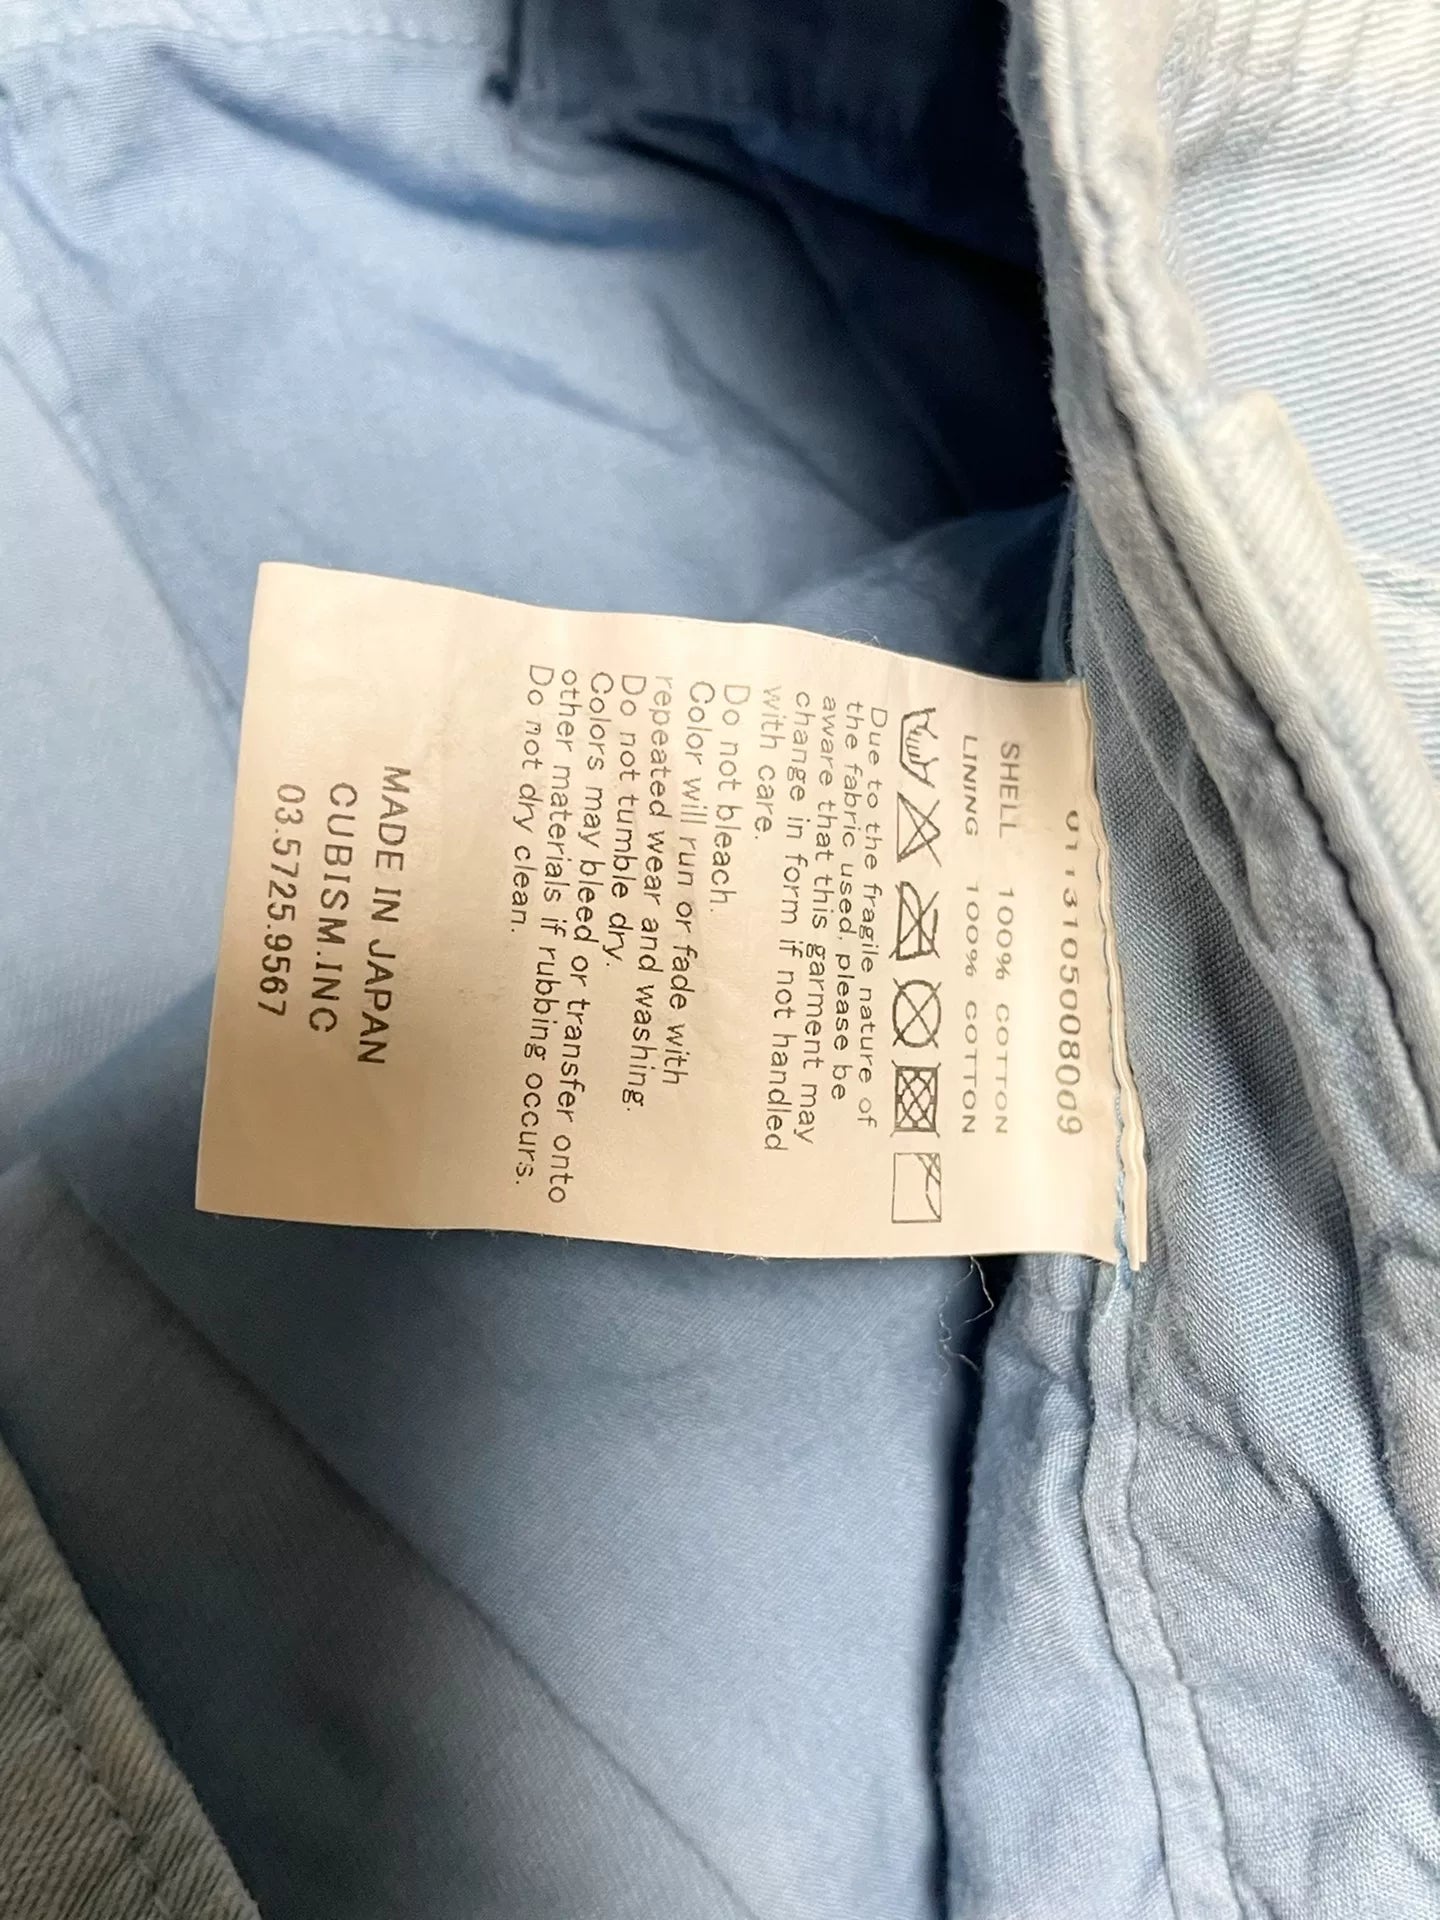 0113105008009
SHELL 100% COTTON
LINING 100% COTTON
Due to the fragile nature of
the fabric used, please be
aware that this garment may
change in form if not handled
with care.
Do not bleach.
Color will run or fade with
repeated wear and washing.
Do not tumble dry.
Colors may bleed or transfer onto
other materials if rubbing occurs.
Do not dry clean.
MADE IN JAPAN
CUBISM.INC
03.5725.9567